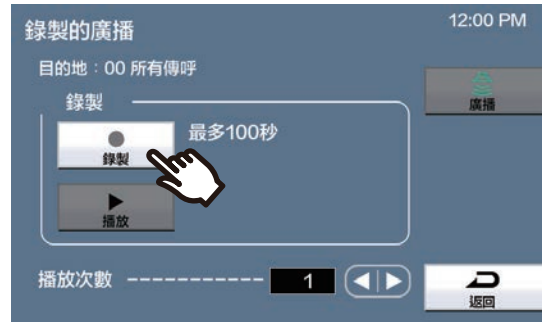 錄製的廣播
12:00 PM
目的地：00 所有傳呼
廣播
錄製
最多100秒
錄製
播放
播放次數
1
返回